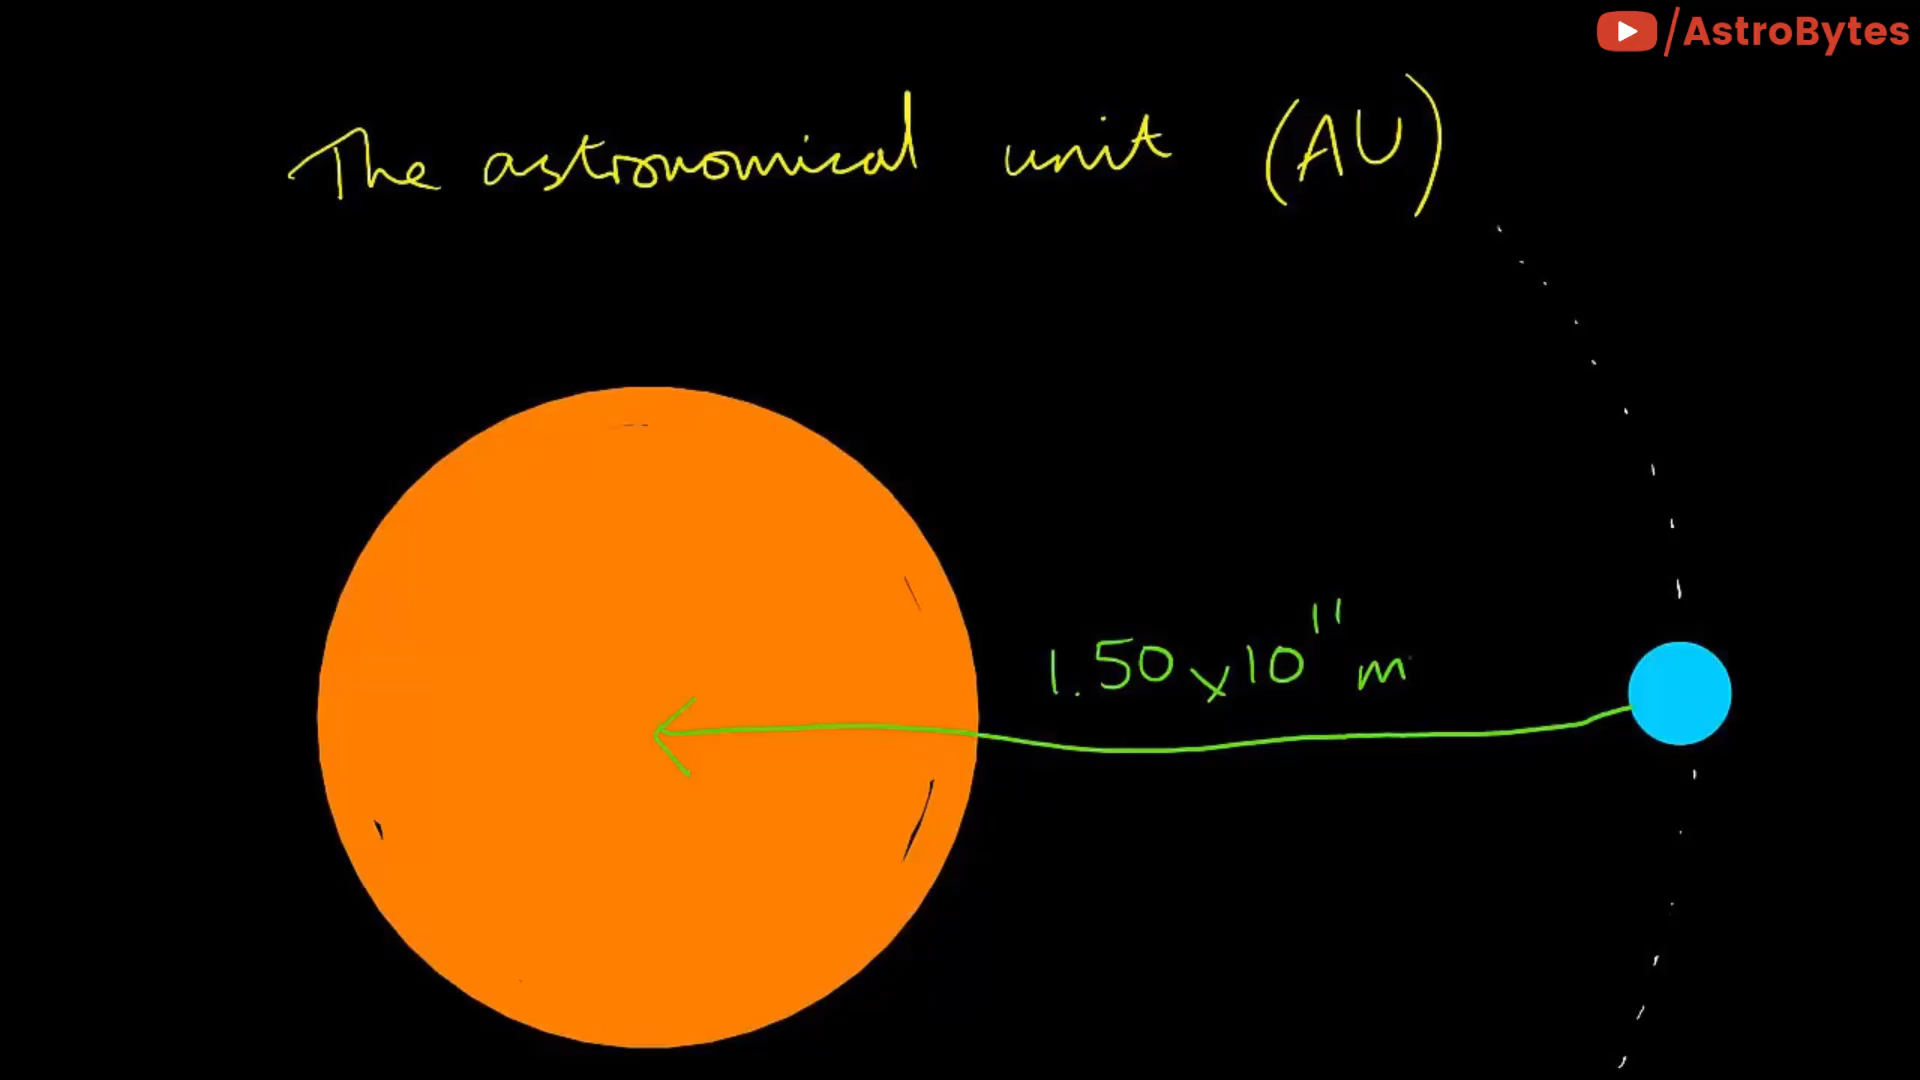 /AstroBytes
The astronomical unit (AU)
1.50 x 10¹¹ m